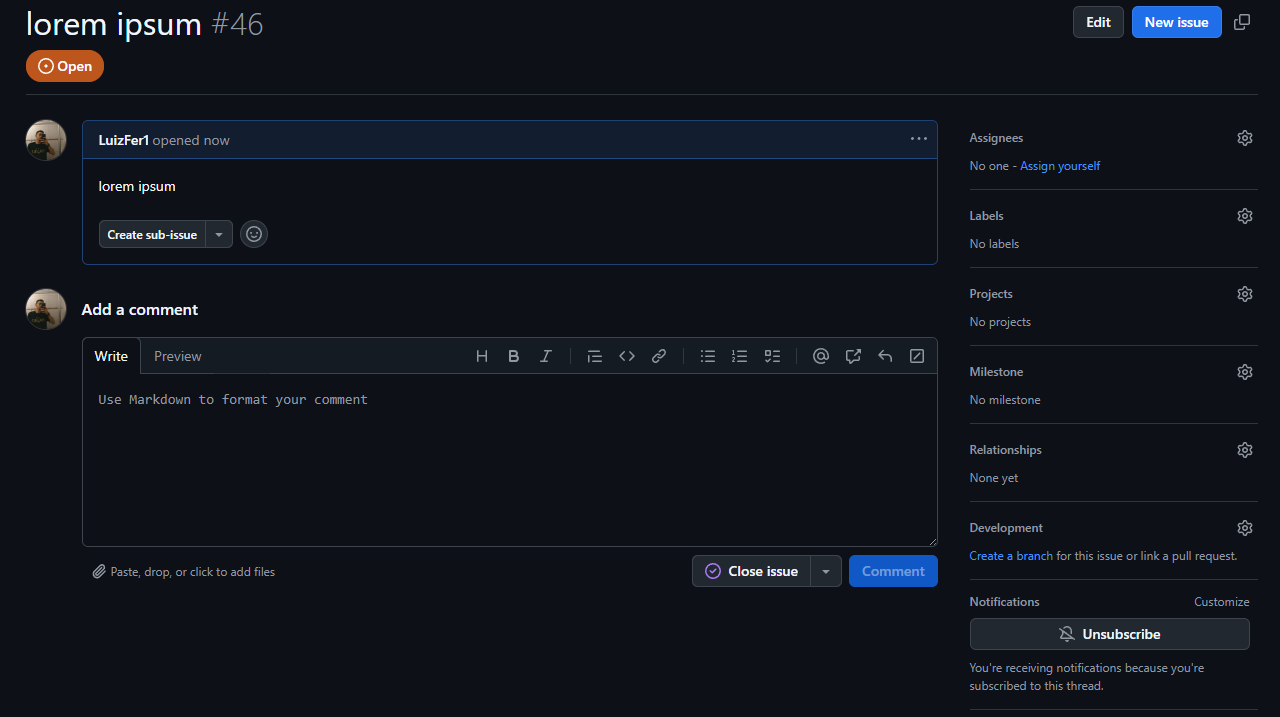 lorem ipsum #46
Edit
New issue
Open
LuizFer1 opened now
lorem ipsum
Create sub-issue
Add a comment
Write
Preview
Use Markdown to format your comment
Paste, drop, or click to add files
Close issue
Comment
Assignees
No one - Assign yourself
Labels
No labels
Projects
No projects
Milestone
No milestone
Relationships
None yet
Development
Create a branch for this issue or link a pull request.
Notifications
Customize
Unsubscribe
You're receiving notifications because you're
subscribed to this thread.